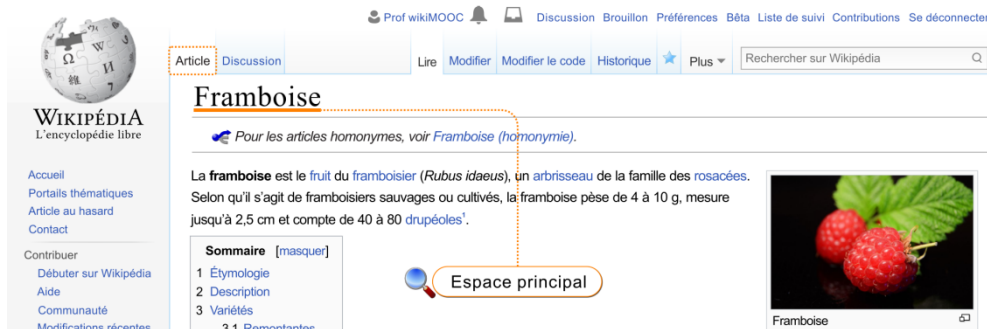 Prof wikiMOOC Discussion Brouillon Préférences Bêta Liste de suivi Contributions Se déconnecter
Article Discussion Lire Modifier Modifier le code Historique Plus Rechercher sur Wikipédia
WIKIPÉDIA
L'encyclopédie libre
Framboise
Pour les articles homonymes, voir Framboise (homonymie).
La framboise est le fruit du framboisier (Rubus idaeus), un arbrisseau de la famille des rosacées.
Selon qu'il s'agit de framboisiers sauvages ou cultivés, la framboise pèse de 4 à 10 g, mesure
jusqu'à 2,5 cm et compte de 40 à 80 drupéoles¹.
Accueil
Portails thématiques
Article au hasard
Contact
Contribuer
Débuter sur Wikipédia
Aide
Communauté
Modifications récentes
Sommaire [masquer]
1 Étymologie
2 Description
3 Variétés
3.1 Remontantes
Espace principal
Framboise